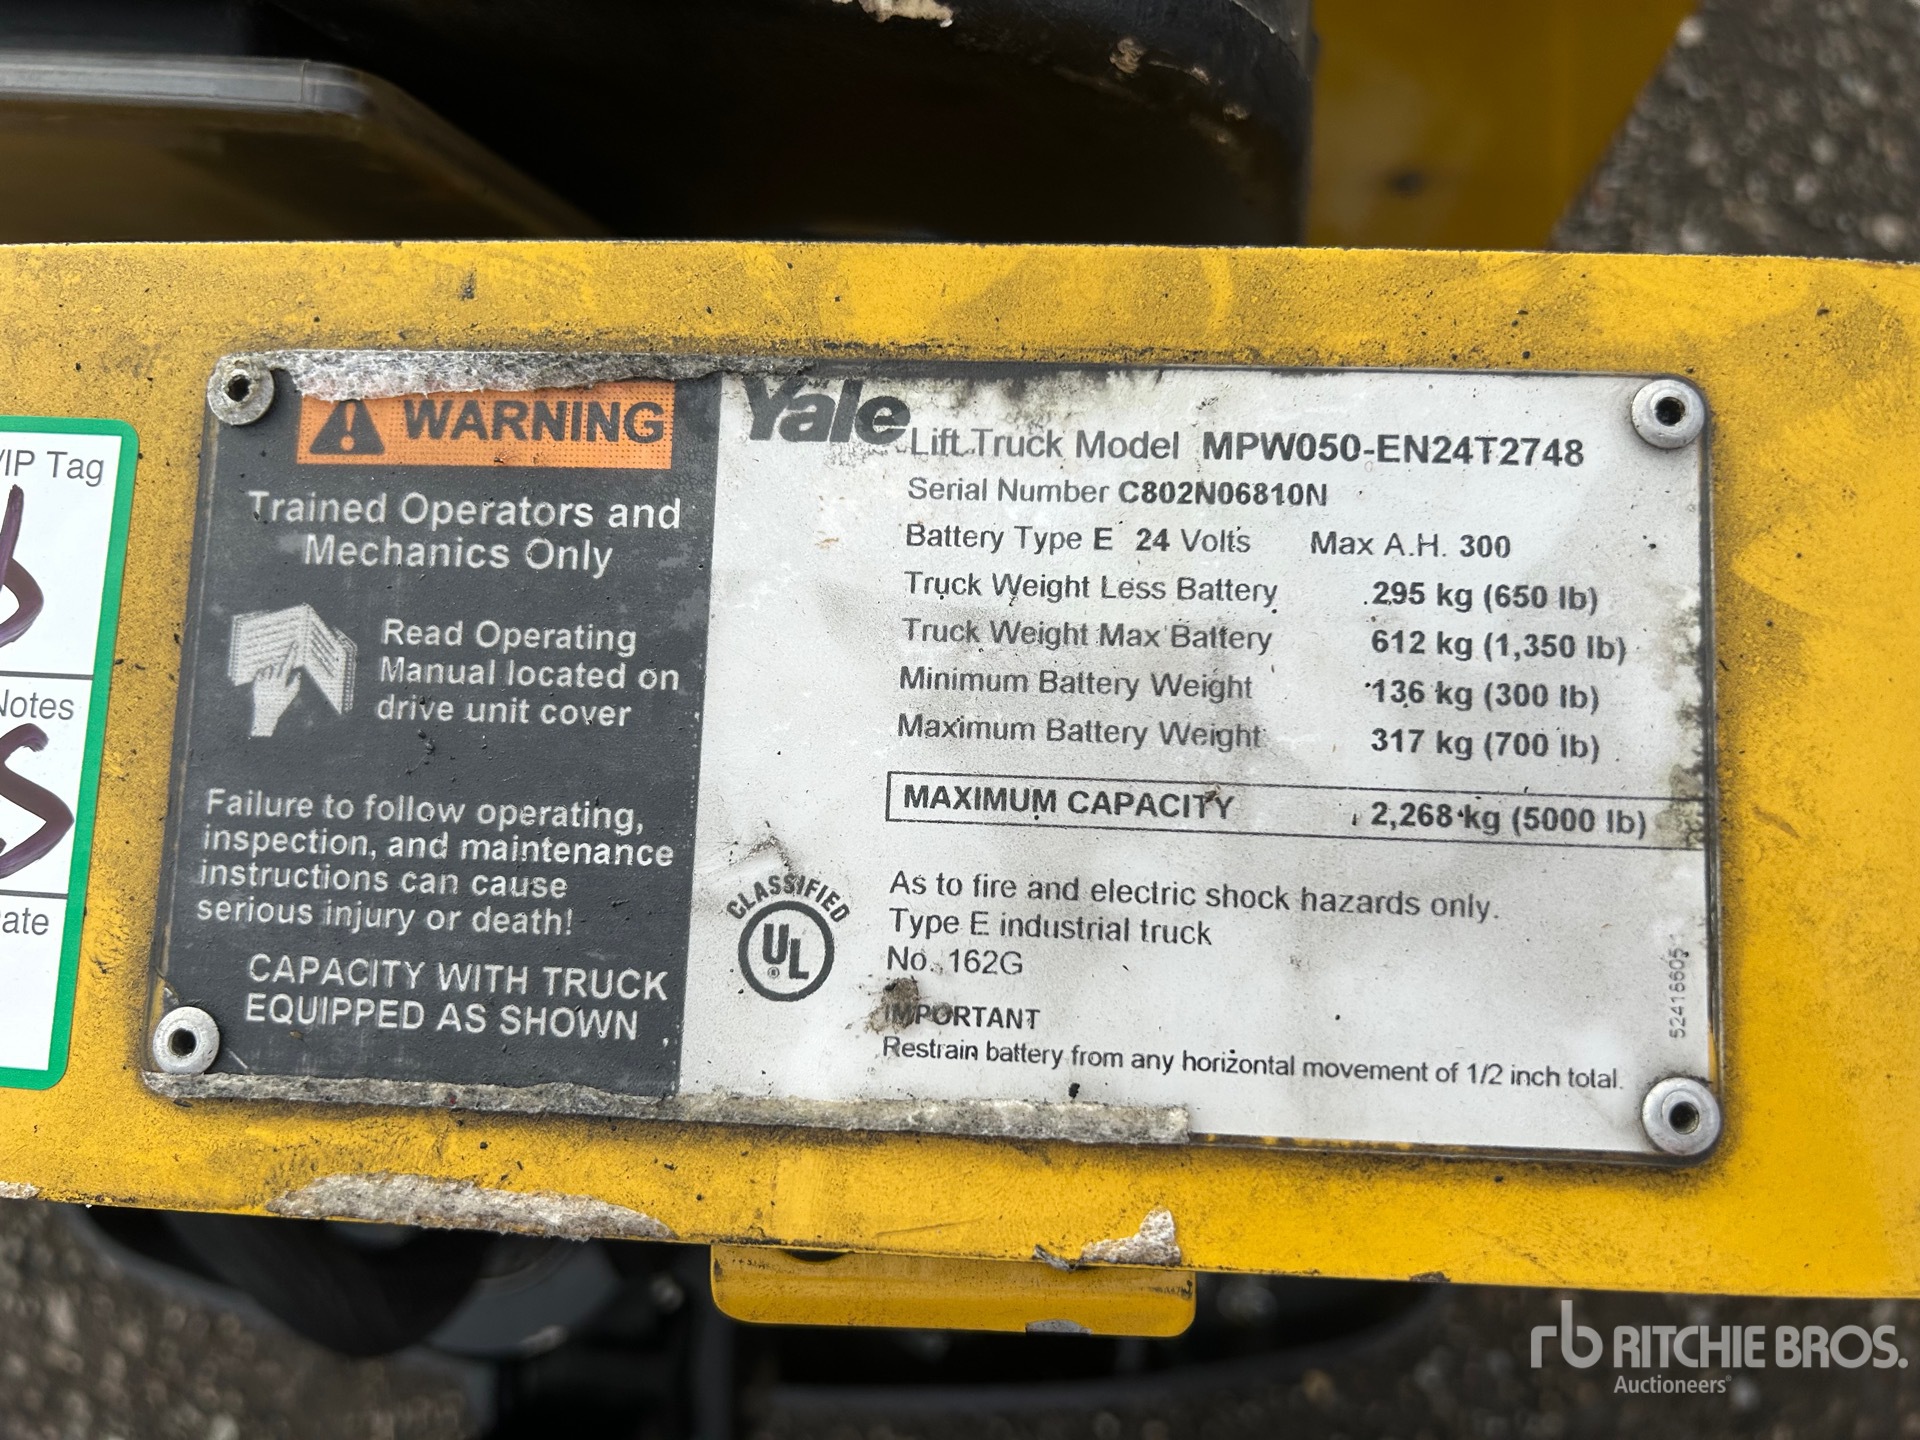 VIP Tag
Notes
WARNING
Trained Operators and
Mechanics Only
Read Operating
Manual located on
drive unit cover
Failure to follow operating,
inspection, and maintenance
instructions can cause
serious injury or death!
CAPACITY WITH TRUCK
EQUIPPED AS SHOWN
Yale
Lift Truck Model MPW050-EN24T2748
Serial Number C802N06810N
Battery Type E 24 Volts Max A.H. 300
Truck Weight Less Battery 295 kg (650 lb)
Truck Weight Max Battery 612 kg (1,350 lb)
Minimum Battery Weight 136 kg (300 lb)
Maximum Battery Weight 317 kg (700 lb)
MAXIMUM CAPACITY 2,268 kg (5000 lb)
CLASSIFIED
UL
®
As to fire and electric shock hazards only.
Type E industrial truck
No. 162G
IMPORTANT
Restrain battery from any horizontal movement of 1/2 inch total.
rb RITCHIE BROS.
Auctioneers®